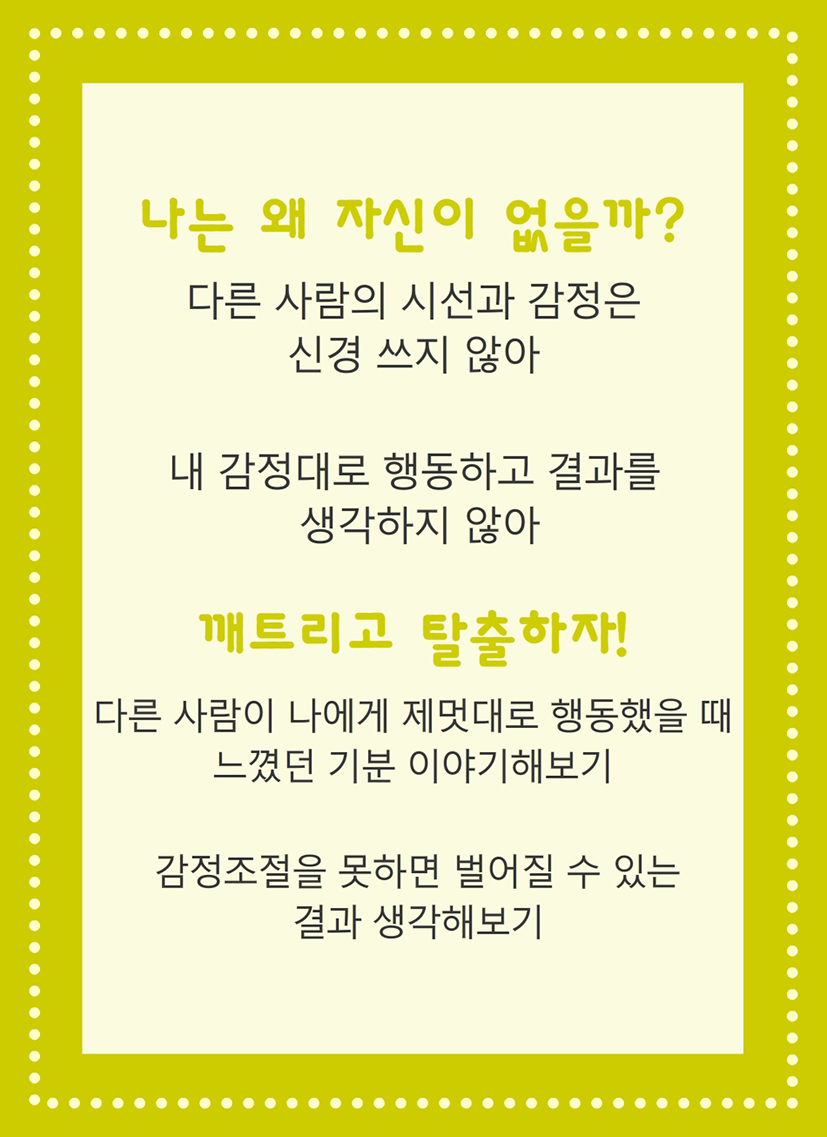 나는 왜 자신이 없을까?
다른 사람의 시선과 감정은
신경 쓰지 않아
내 감정대로 행동하고 결과를
생각하지 않아
깨트리고 탈출하자!
다른 사람이 나에게 제멋대로 행동했을 때
느꼈던 기분 이야기해보기
감정조절을 못하면 벌어질 수 있는
결과 생각해보기